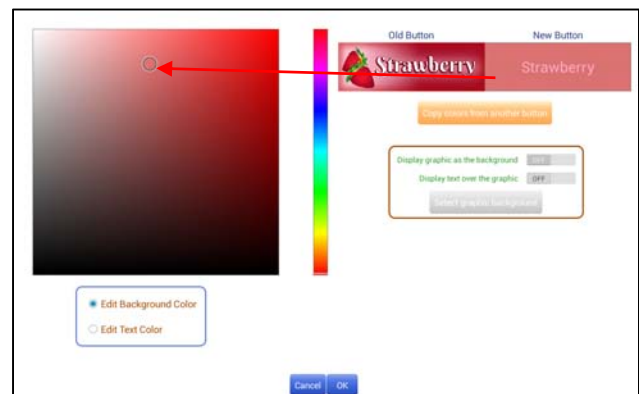 Old Button New Button
Strawberry Strawberry
Copy colors from another button
Display graphic as the background OFF
Display text over the graphic OFF
Select graphic background
Edit Background Color
Edit Text Color
Cancel OK